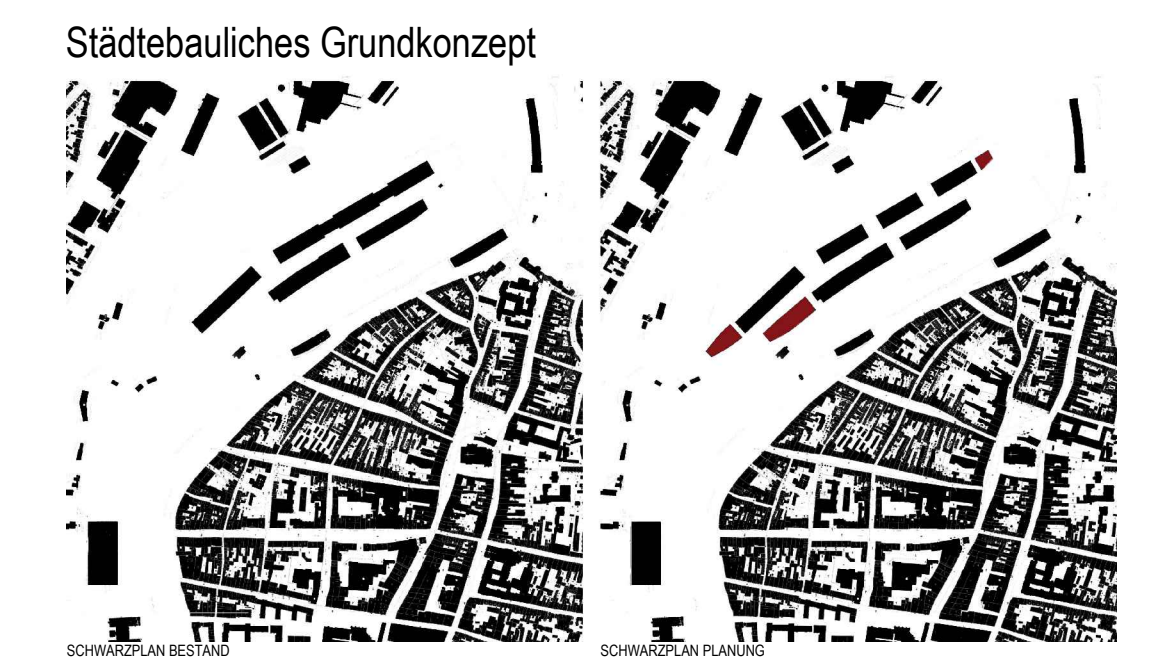 Städtebauliches Grundkonzept
SCHWARZPLAN BESTAND
SCHWARZPLAN PLANUNG